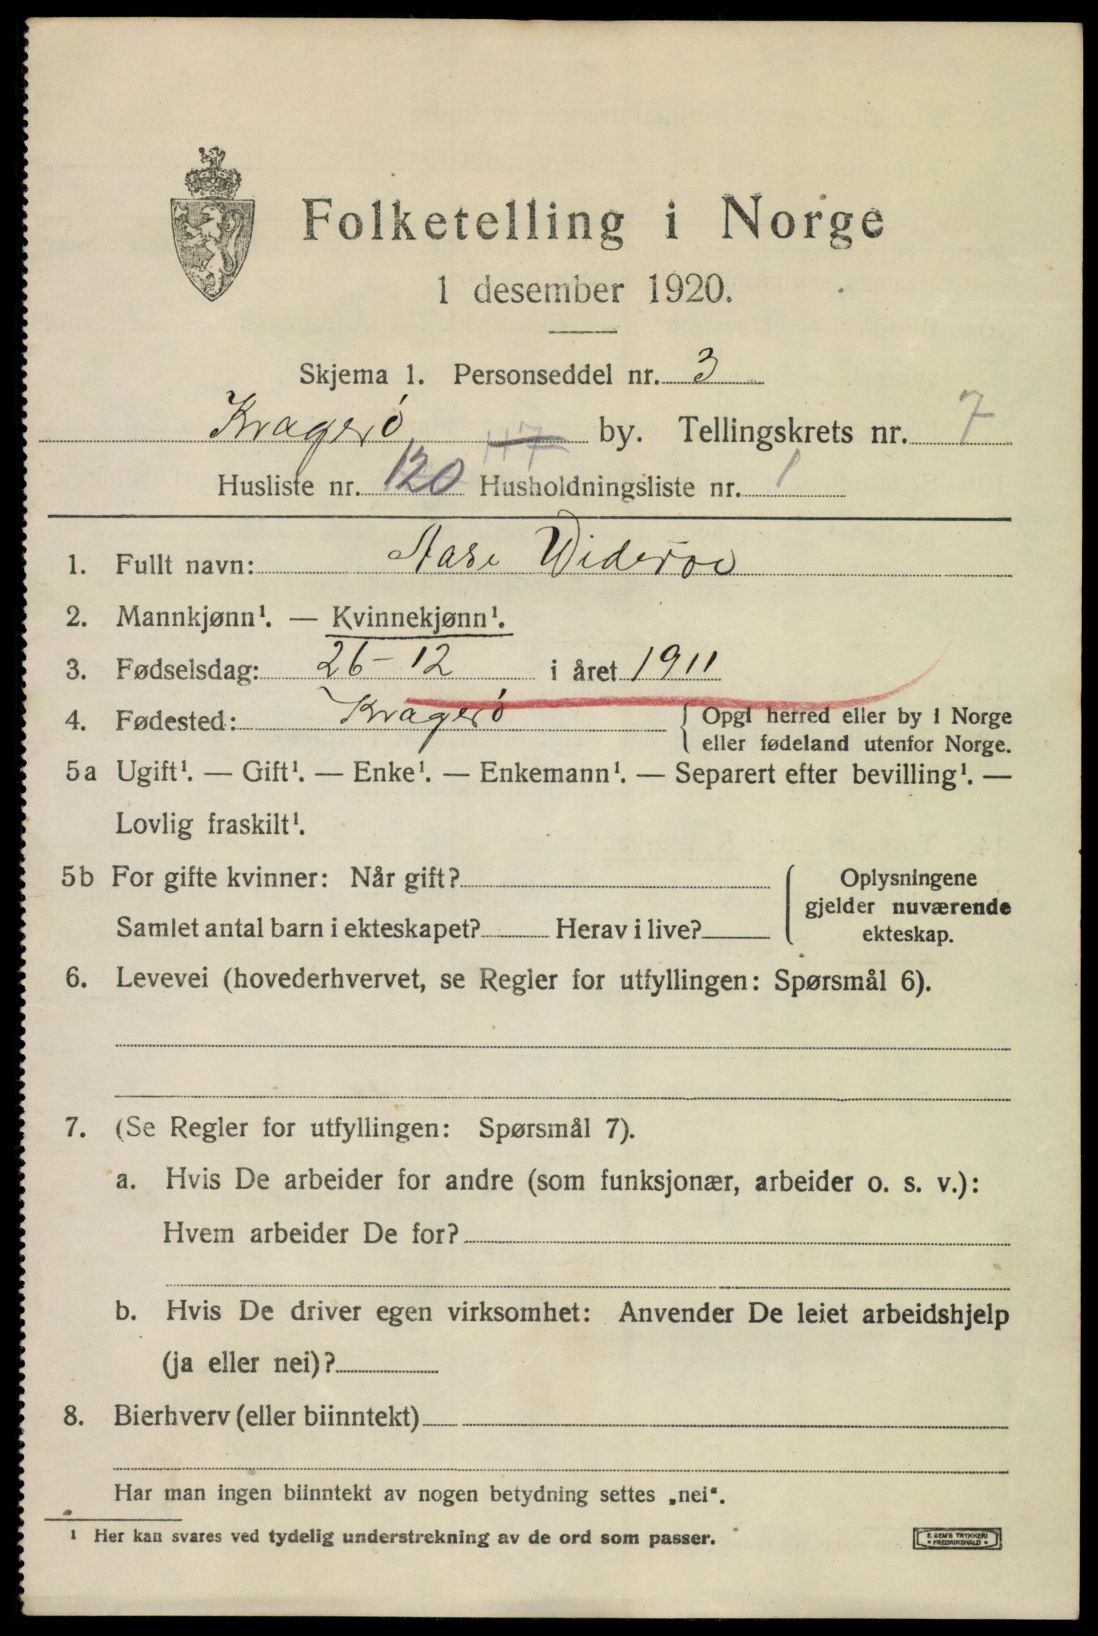 Folketelling i Norge
1 desember 1920.
Skjema 1. Personseddel nr. 3
Kragerø by. Tellingskrets nr. 7
117
Husliste nr. 120 Husholdningsliste nr. 1
1. Fullt navn: Aase Widerøe
2. Mannkjønn¹. — Kvinnekjønn¹.
3. Fødselsdag: 26-12 i året 1911
4. Fødested: Kragerø { Opgi herred eller by i Norge
eller fødeland utenfor Norge.
5a Ugift¹. — Gift¹. — Enke¹. — Enkemann¹. — Separert efter bevilling¹. —
Lovlig fraskilt¹.
5b For gifte kvinner: Når gift?
Samlet antal barn i ekteskapet? Herav i live?
{ Oplysningene
gjelder nuværende
ekteskap.
6. Levevei (hovederhvervet, se Regler for utfyllingen: Spørsmål 6).
7. (Se Regler for utfyllingen: Spørsmål 7).
a. Hvis De arbeider for andre (som funksjonær, arbeider o. s. v.):
Hvem arbeider De for?
b. Hvis De driver egen virksomhet: Anvender De leiet arbeidshjelp
(ja eller nei)?
8. Bierhverv (eller biinntekt)
Har man ingen biinntekt av nogen betydning settes „nei“.
¹ Her kan svares ved tydelig understrekning av de ord som passer.
E. SEM'S TRYKKERI
• FREDRIKSHALD •